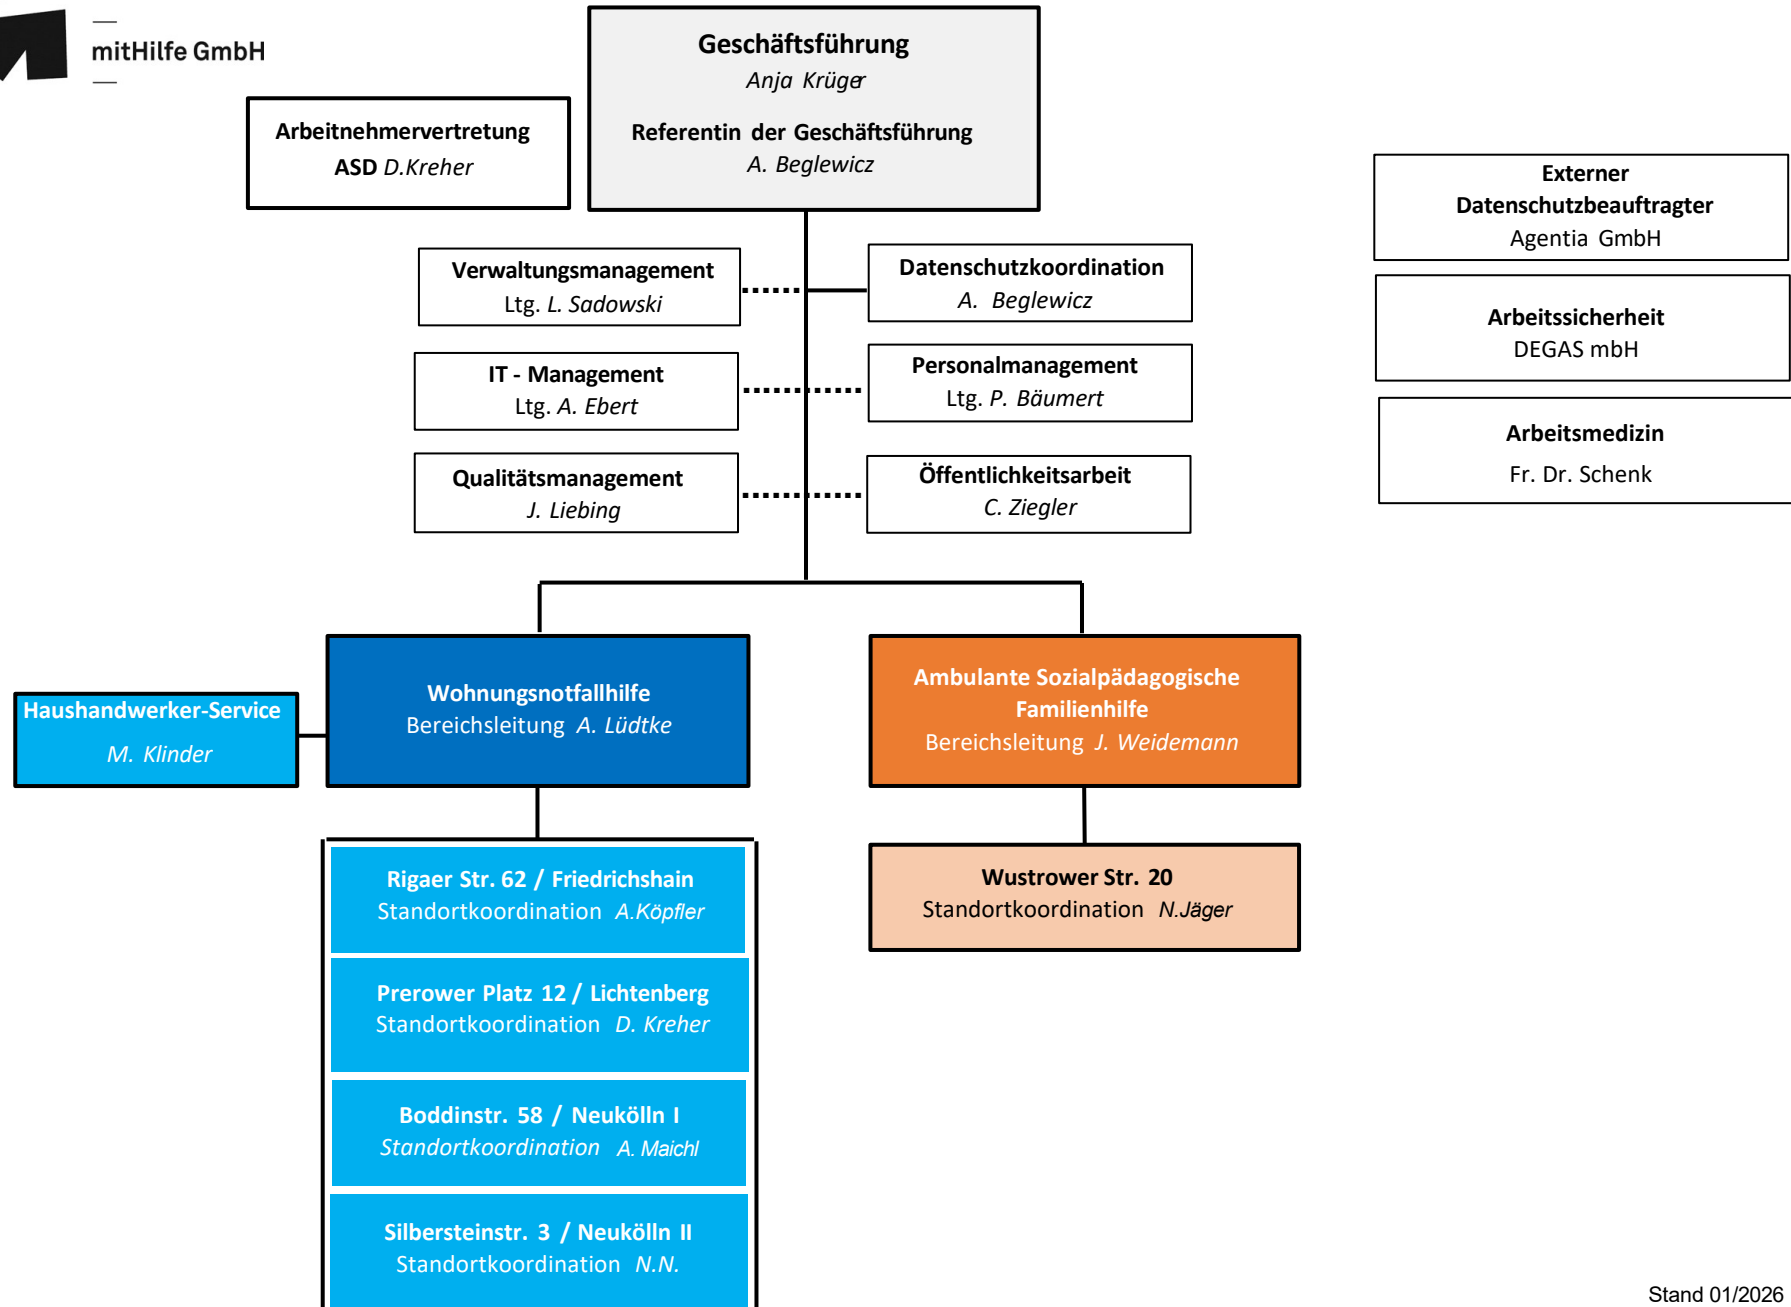 mitHilfe GmbH
Geschäftsführung
Anja Krüger
Referentin der Geschäftsführung
A. Beglewicz
Arbeitnehmervertretung
ASD D.Kreher
Externer
Datenschutzbeauftragter
Agentia GmbH
Arbeitssicherheit
DEGAS mbH
Arbeitsmedizin
Fr. Dr. Schenk
Verwaltungsmanagement
Ltg. L. Sadowski
Datenschutzkoordination
A. Beglewicz
IT - Management
Ltg. A. Ebert
Personalmanagement
Ltg. P. Bäumert
Qualitätsmanagement
J. Liebing
Öffentlichkeitsarbeit
C. Ziegler
Haushandwerker-Service
M. Klinder
Wohnungsnotfallhilfe
Bereichsleitung A. Lüdtke
Ambulante Sozialpädagogische
Familienhilfe
Bereichsleitung J. Weidemann
Rigaer Str. 62 / Friedrichshain
Standortkoordination A.Köpfler
Prerower Platz 12 / Lichtenberg
Standortkoordination D. Kreher
Boddinstr. 58 / Neukölln I
Standortkoordination A. Maichl
Silbersteinstr. 3 / Neukölln II
Standortkoordination N.N.
Wustrower Str. 20
Standortkoordination N.Jäger
Stand 01/2026